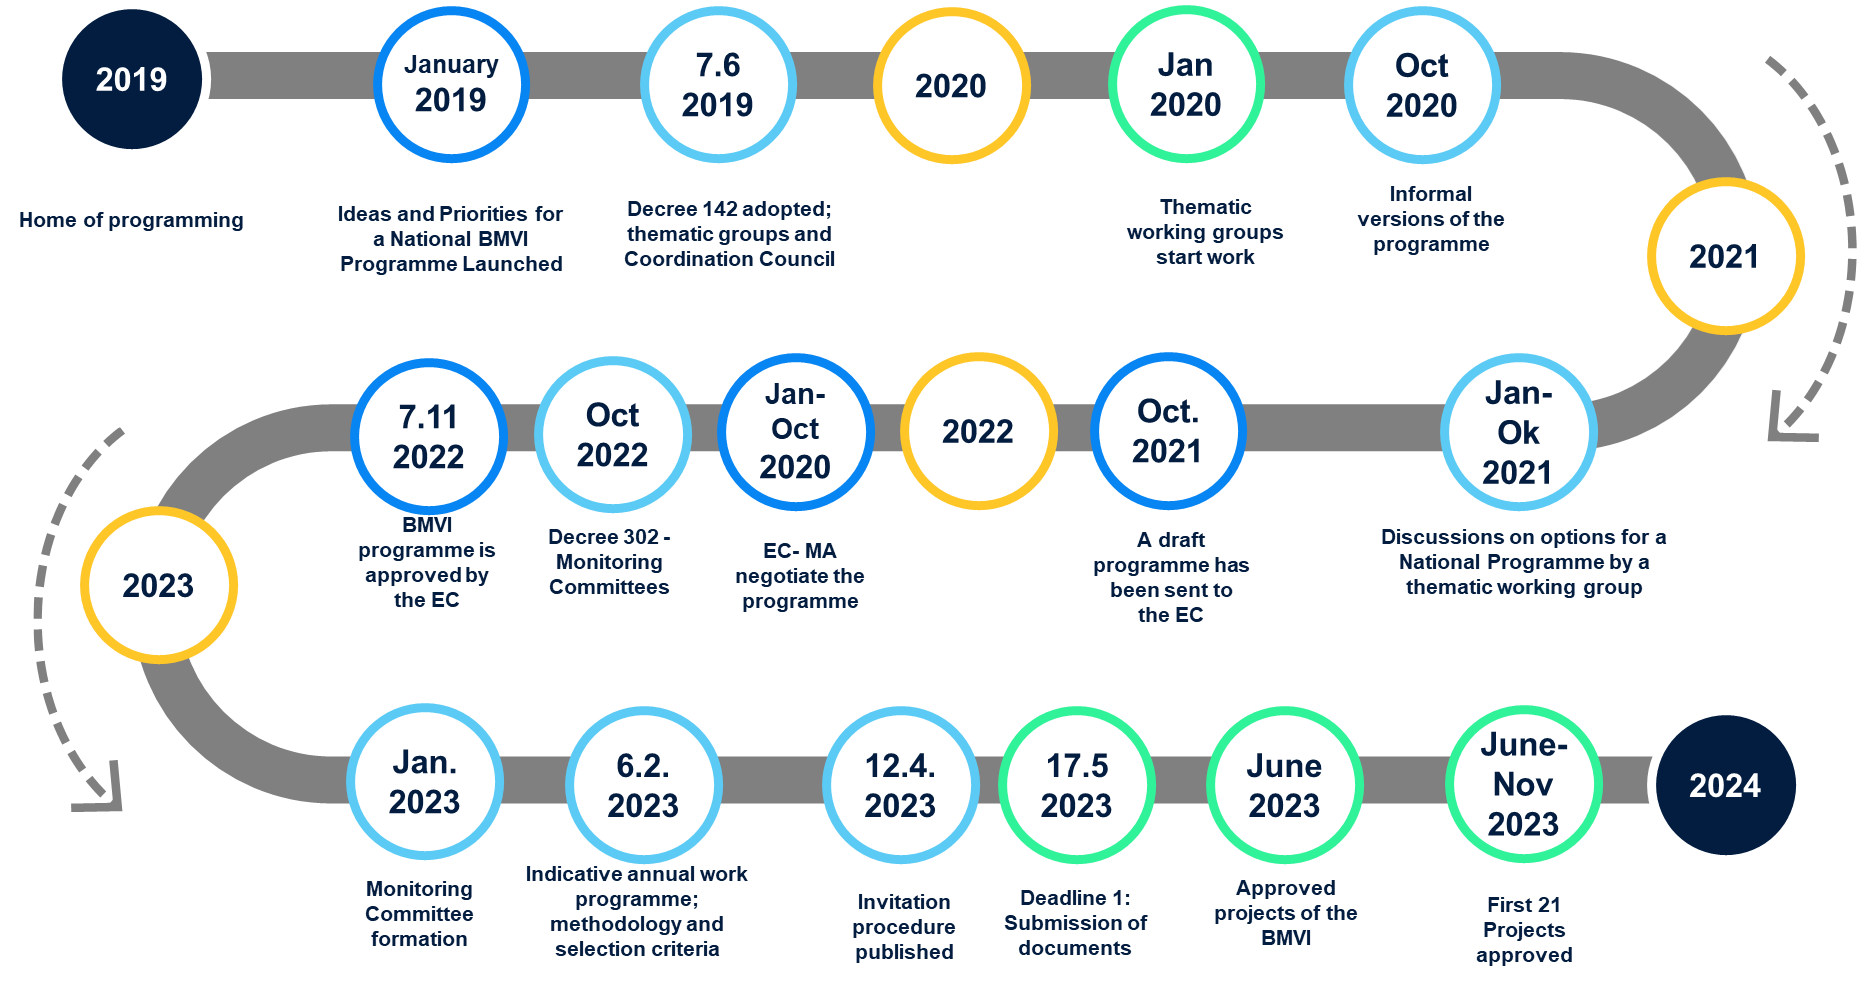 2019
Home of programming
January
2019
Ideas and Priorities for
a National BMVI
Programme Launched
7.6
2019
Decree 142 adopted;
thematic groups and
Coordination Council
2020
Jan
2020
Thematic
working groups
start work
Oct
2020
Informal
versions of the
programme
2021
Jan-
Ok
2021
Discussions on options for a
National Programme by a
thematic working group
Oct.
2021
A draft
programme has
been sent to
the EC
2022
Jan-
Oct
2020
EC- MA
negotiate the
programme
Oct
2022
Decree 302 -
Monitoring
Committees
7.11
2022
BMVI
programme is
approved by
the EC
2023
Jan.
2023
Monitoring
Committee
formation
6.2.
2023
Indicative annual work
programme;
methodology and
selection criteria
12.4.
2023
Invitation
procedure
published
17.5
2023
Deadline 1:
Submission of
documents
June
2023
Approved
projects of the
BMVI
June-
Nov
2023
First 21
Projects
approved
2024